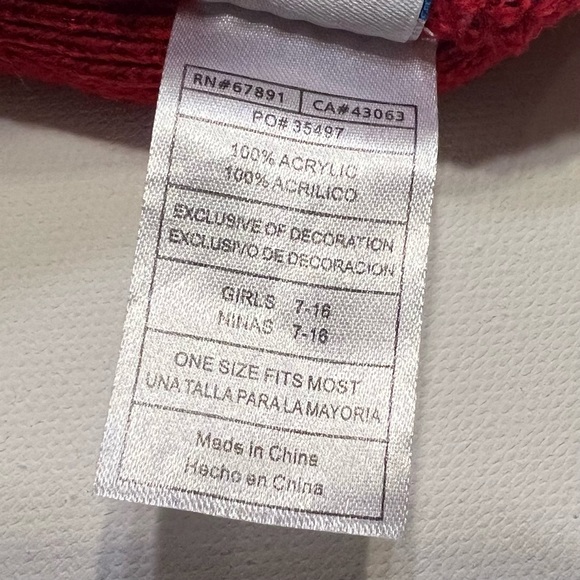 RN#67891 CA#43063
PO# 35497
100% ACRYLIC
100% ACRILICO
EXCLUSIVE OF DECORATION
EXCLUSIVO DE DECORACION
GIRLS 7-16
NINAS 7-16
ONE SIZE FITS MOST
UNA TALLA PARA LA MAYORIA
Made in China
Hecho en China